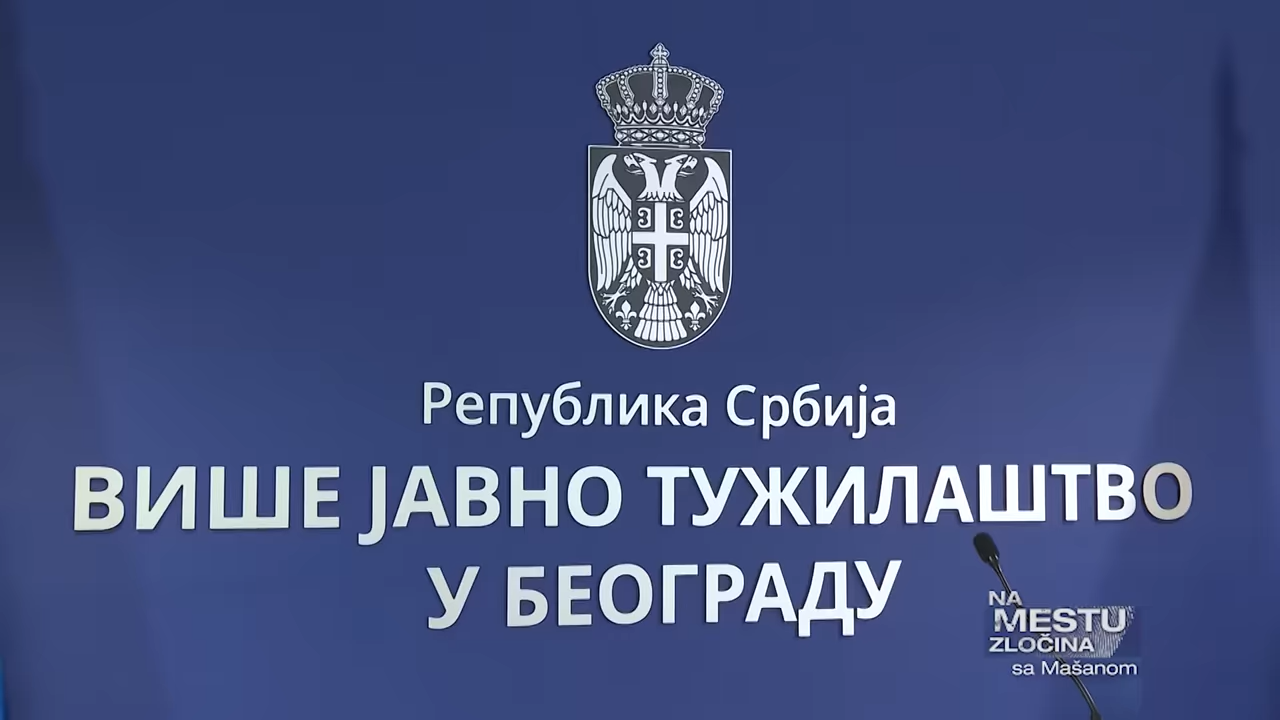 Република Србија
ВИШЕ ЈАВНО ТУЖИЛАШТВО
У БЕОГРАДУ
NA
MESTU
ZLOČINA
sa Mašanom